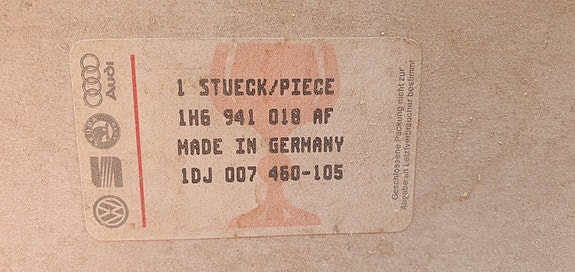 Audi
1 STUECK/PIECE
1H6 941 018 AF
MADE IN GERMANY
1DJ 007 460-105
Geschlossene Packung nicht zur
Abgabe an Letztverbraucher bestimmt